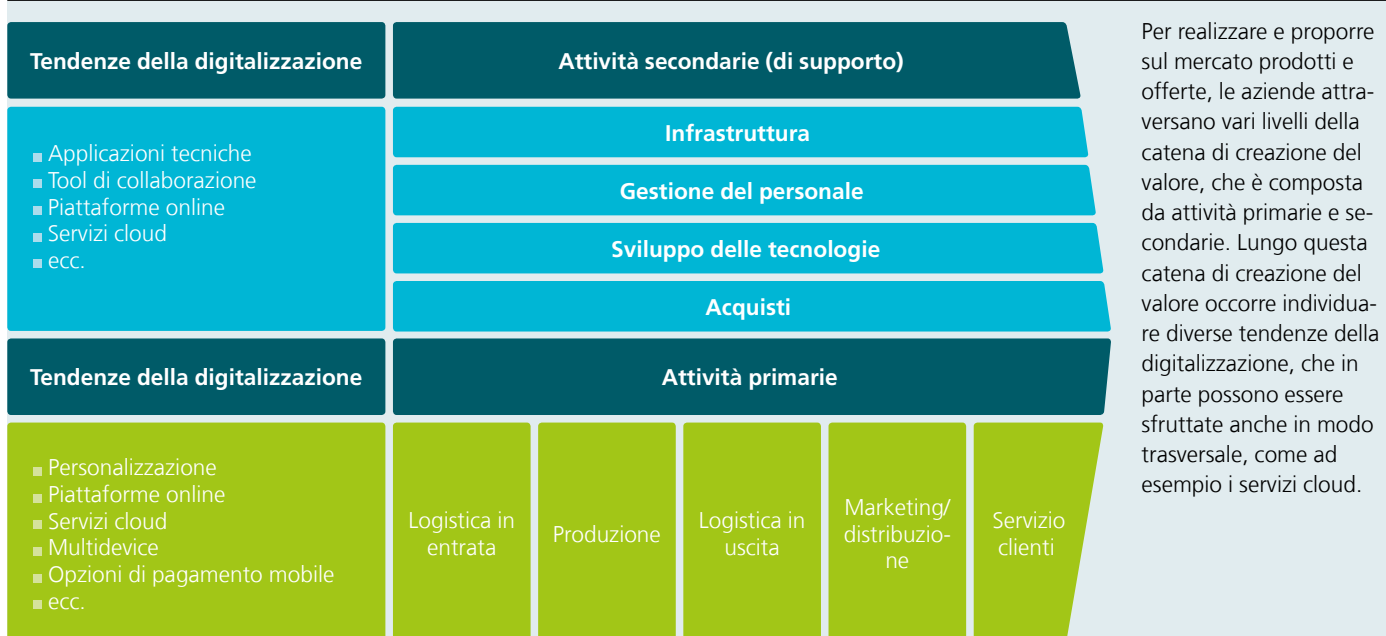 Tendenze della digitalizzazione
Attività secondarie (di supporto)
Applicazioni tecniche
Tool di collaborazione
Piattaforme online
Servizi cloud
ecc.
Infrastruttura
Gestione del personale
Sviluppo delle tecnologie
Acquisti
Tendenze della digitalizzazione
Attività primarie
Personalizzazione
Piattaforme online
Servizi cloud
Multidevice
Opzioni di pagamento mobile
ecc.
Logistica in
entrata
Produzione
Logistica in
uscita
Marketing/
distribuzio-
ne
Servizio
clienti
Per realizzare e proporre
sul mercato prodotti e
offerte, le aziende attra-
versano vari livelli della
catena di creazione del
valore, che è composta
da attività primarie e se-
condarie. Lungo questa
catena di creazione del
valore occorre individua-
re diverse tendenze della
digitalizzazione, che in
parte possono essere
sfruttate anche in modo
trasversale, come ad
esempio i servizi cloud.